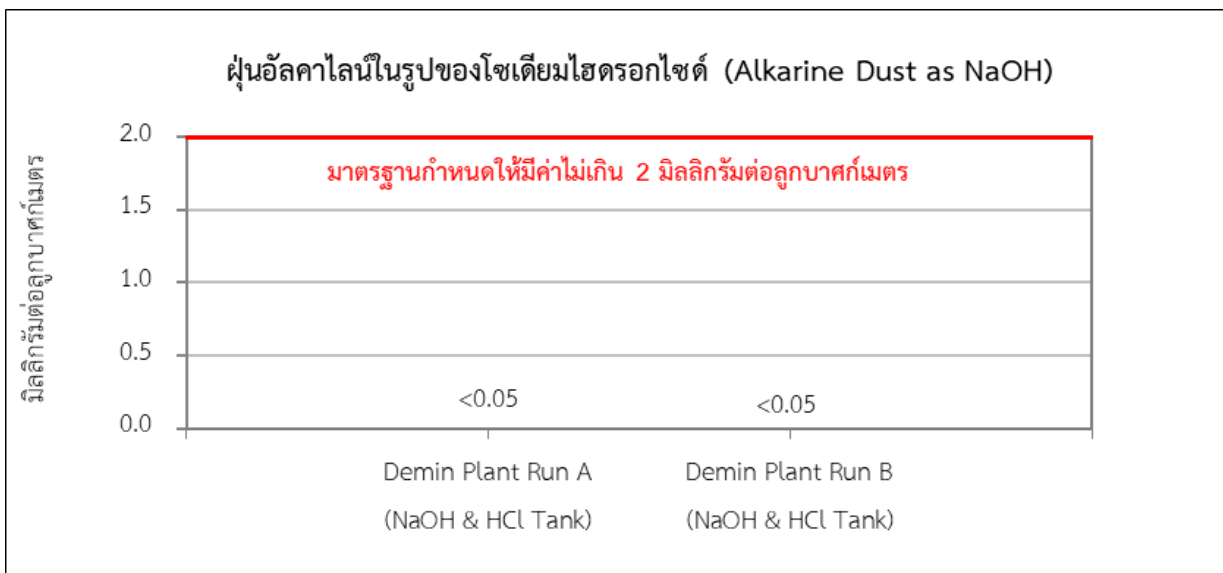 ฝุ่นอัลคาไลน์ในรูปของโซเดียมไฮดรอกไซด์ (Alkarine Dust as NaOH)
มิลลิกรัมต่อลูกบาศก์เมตร
2.0
มาตรฐานกำหนดให้มีค่าไม่เกิน 2 มิลลิกรัมต่อลูกบาศก์เมตร
1.5
1.0
0.5
<0.05 <0.05
0.0
Demin Plant Run A Demin Plant Run B
(NaOH & HCl Tank) (NaOH & HCl Tank)